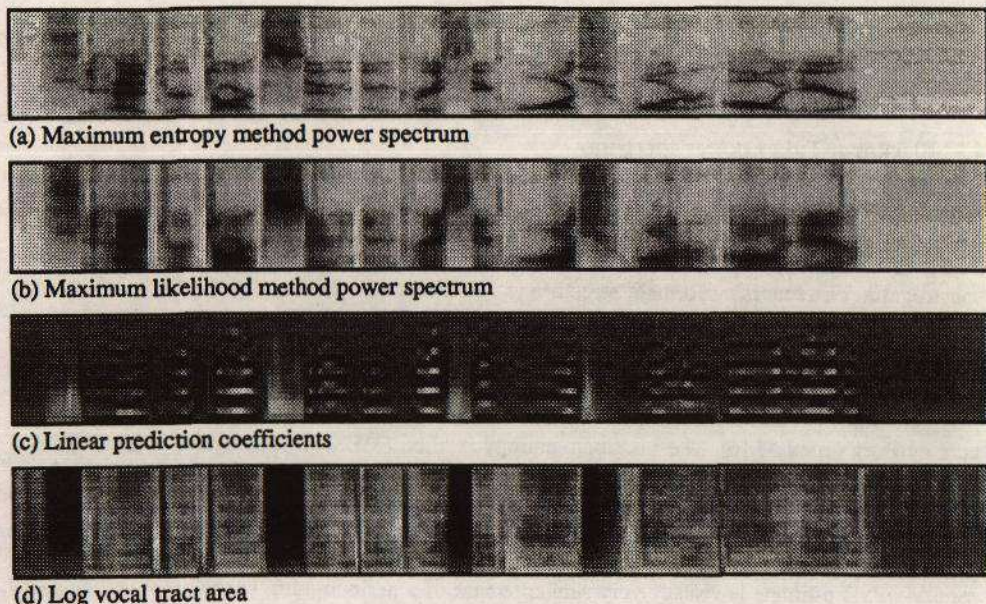 (a) Maximum entropy method power spectrum
(b) Maximum likelihood method power spectrum
(c) Linear prediction coefficients
(d) Log vocal tract area